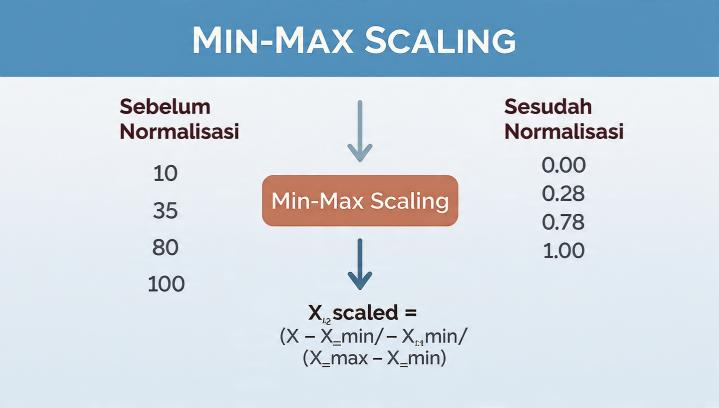 MIN-MAX SCALING
Sebelum
Normalisasi
10
35
80
100
Min-Max Scaling
X scaled =
(X – X_min/ – X min/
(X_max – X_min)
Sesudah
Normalisasi
0.00
0.28
0.78
1.00